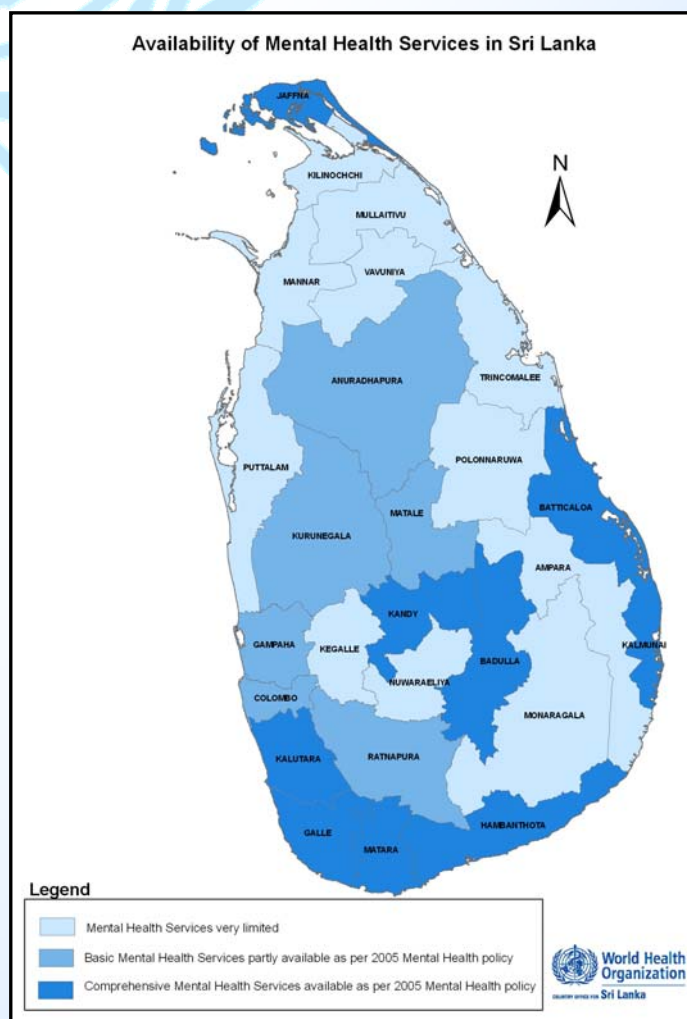 Availability of Mental Health Services in Sri Lanka
JAFFNA
N
KILINOCHCHI
MULLAITIVU
VAVUNIYA
MANNAR
ANURADHAPURA
TRINCOMALEE
PUTTALAM
POLONNARUWA
MATALE
BATTICALOA
KURUNEGALA
AMPARA
KANDY
GAMPAHA
KEGALLE
KALMUNAI
BADULLA
NUWARAELIYA
COLOMBO
MONARAGALA
KALUTARA
RATNAPURA
HAMBANTHOTA
GALLE
MATARA
Legend
Mental Health Services very limited
Basic Mental Health Services partly available as per 2005 Mental Health policy
Comprehensive Mental Health Services available as per 2005 Mental Health policy
World Health
Organization
COUNTRY OFFICE FOR Sri Lanka